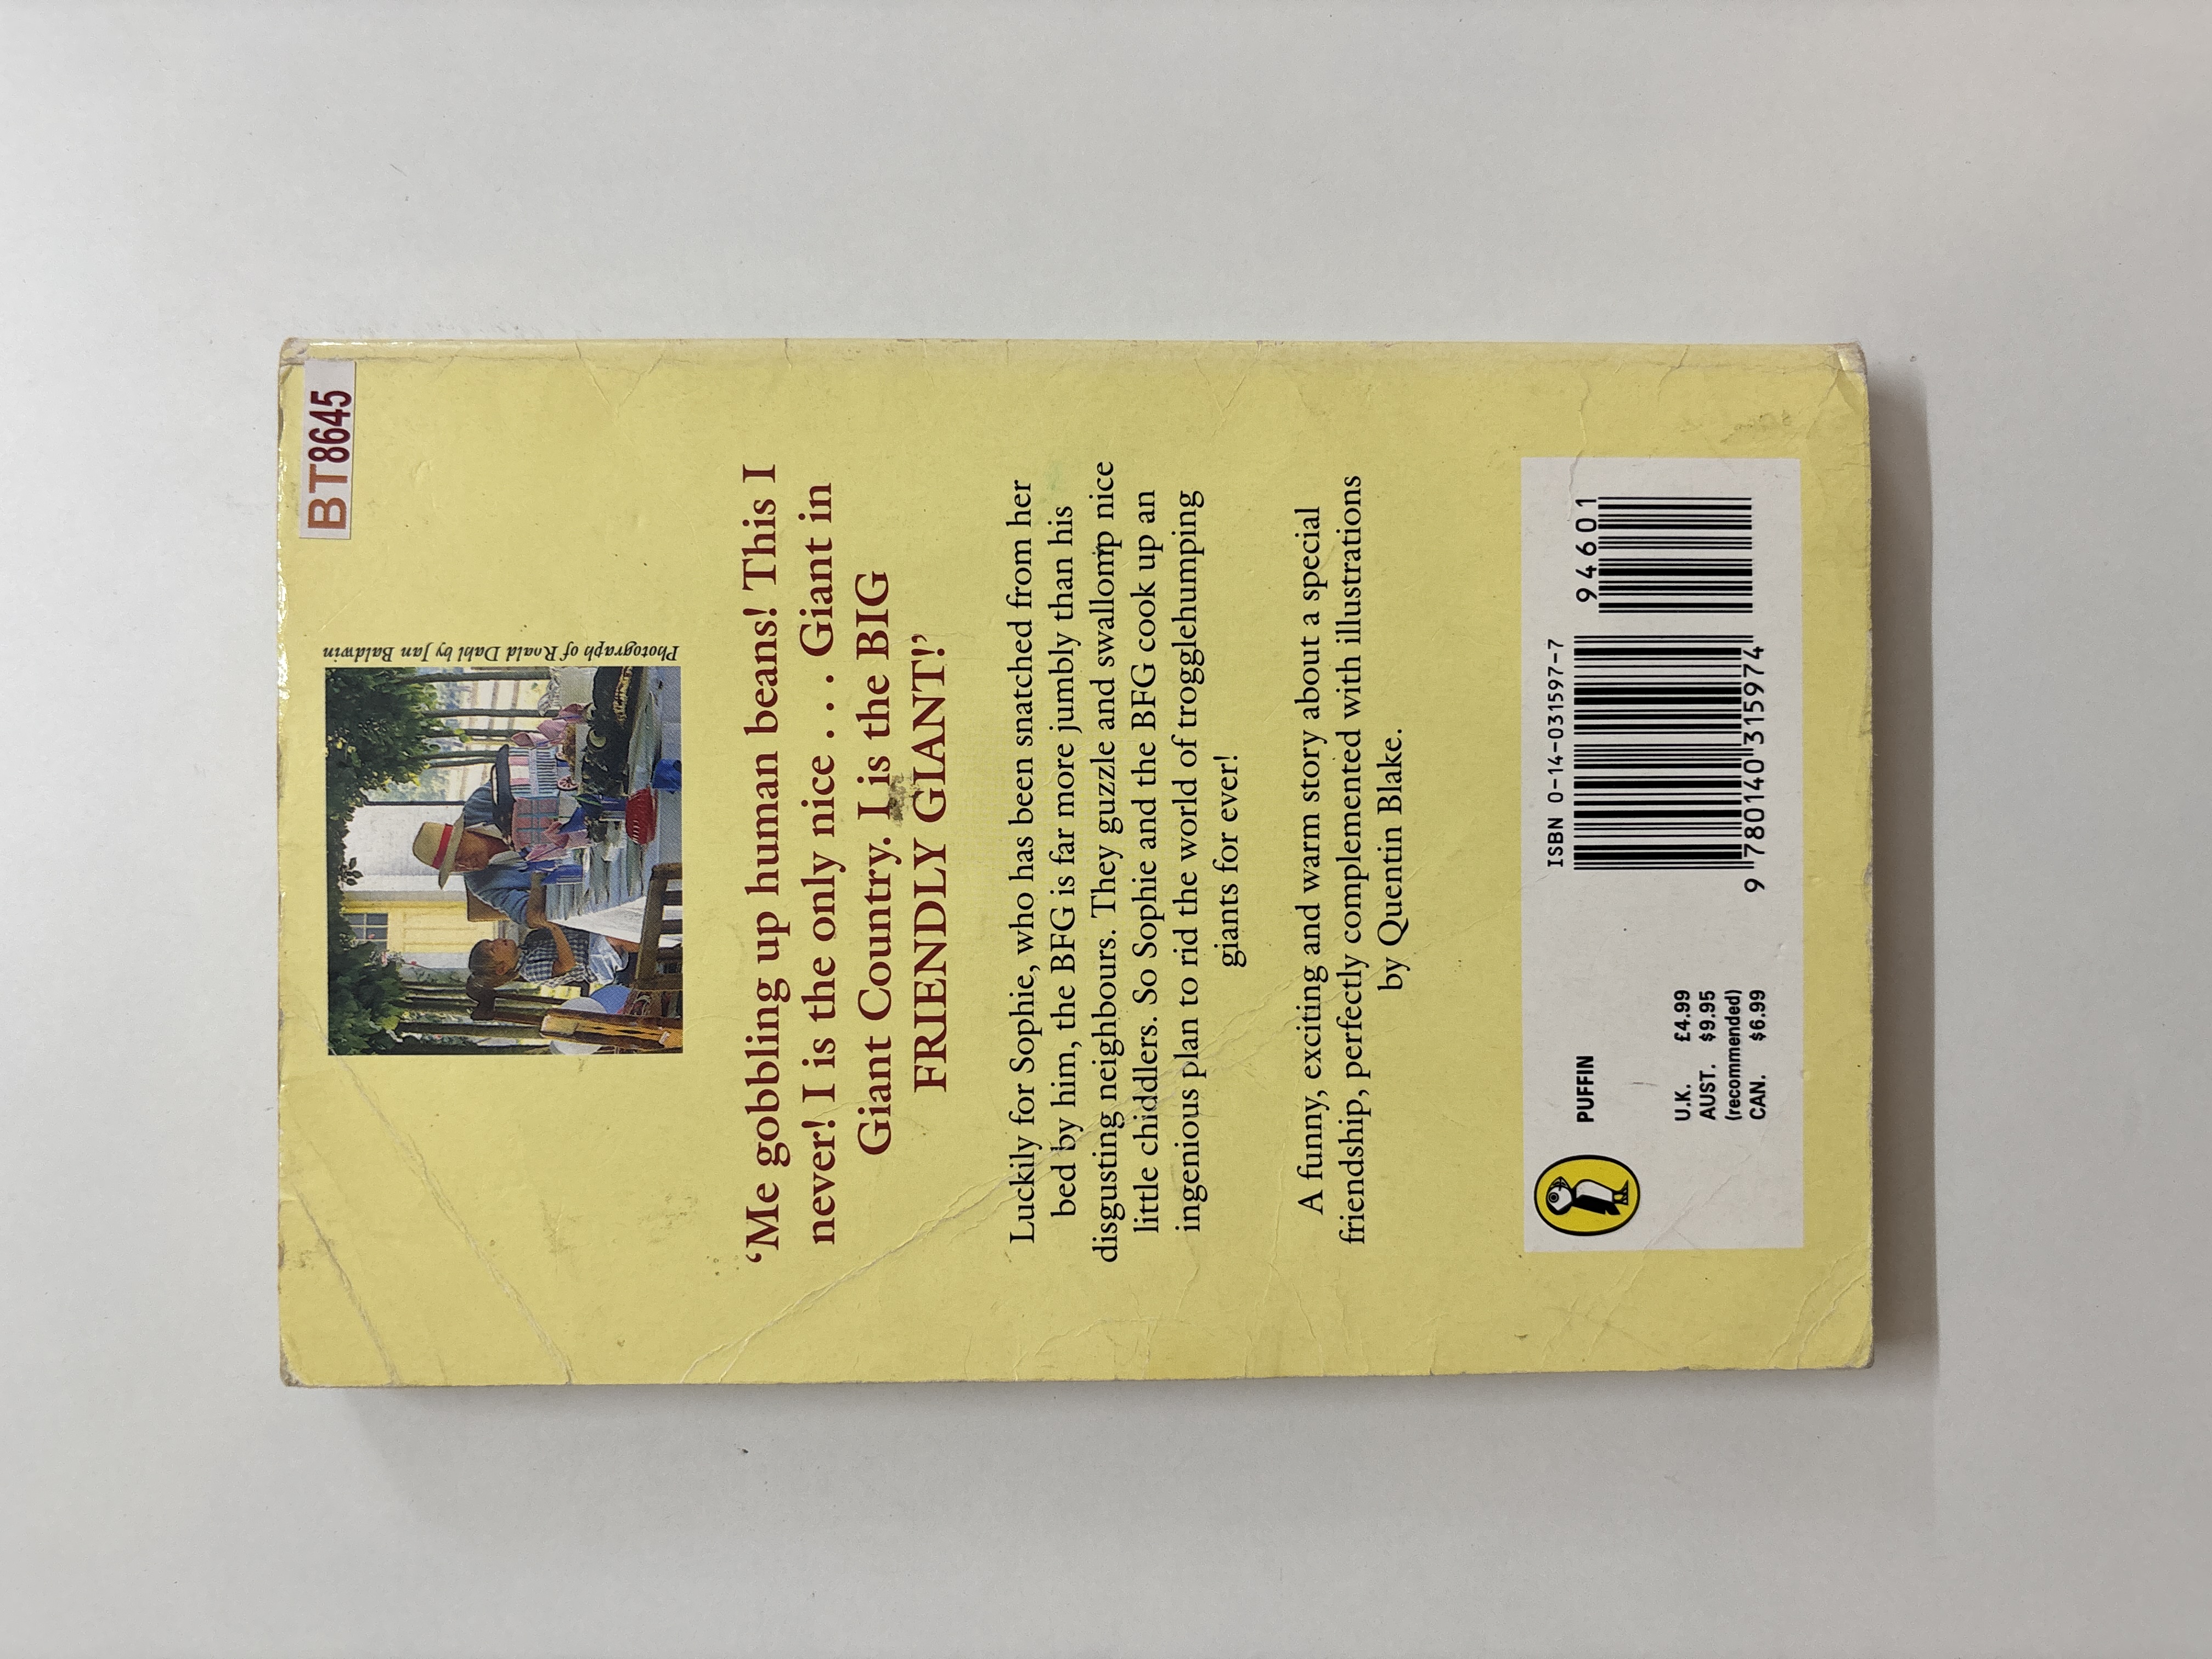 BT8645
Photograph of Roald Dahl by Jan Baldwin
‘Me gobbling up human beans! This I
never! I is the only nice . . . Giant in
Giant Country. I is the BIG
FRIENDLY GIANT!’
Luckily for Sophie, who has been snatched from her
bed by him, the BFG is far more jumbly than his
disgusting neighbours. They guzzle and swallomp nice
little chiddlers. So Sophie and the BFG cook up an
ingenious plan to rid the world of trogglehumping
giants for ever!
A funny, exciting and warm story about a special
friendship, perfectly complemented with illustrations
by Quentin Blake.
PUFFIN
U.K. £4.99
AUST. $9.95
(recommended)
CAN. $6.99
ISBN 0-14-031597-7
94601
9 780140 315974